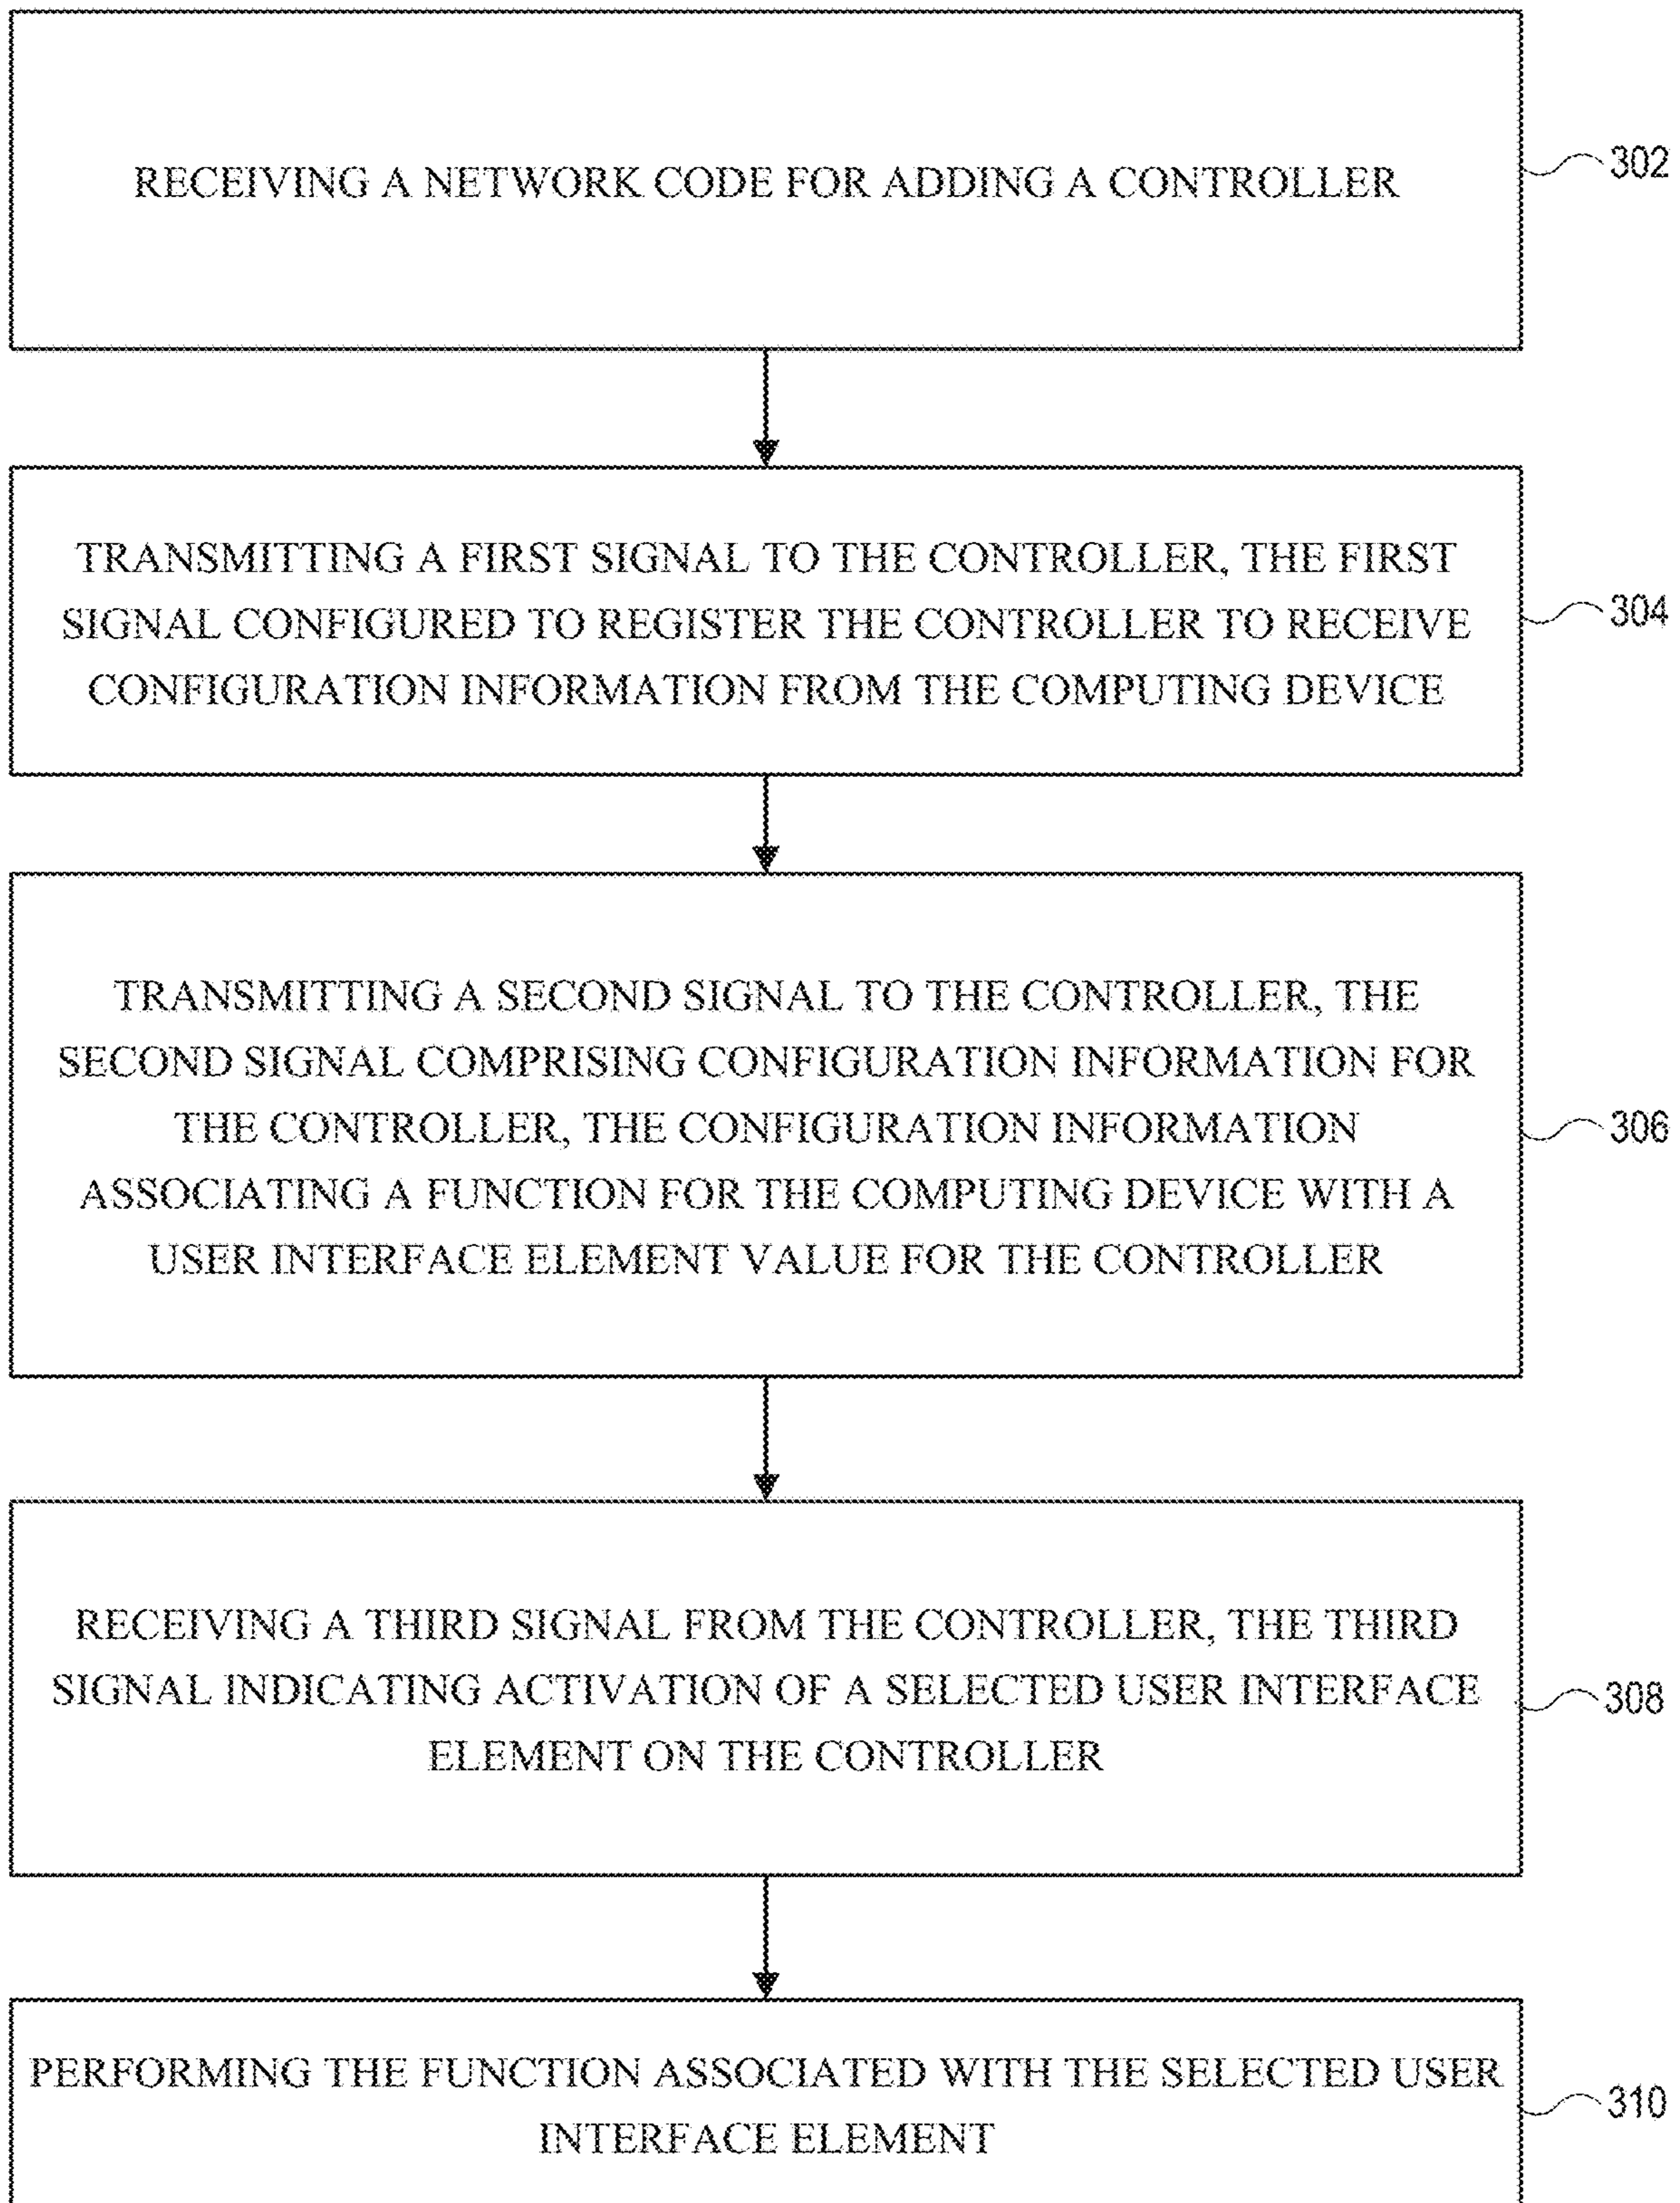 RECEIVING A NETWORK CODE FOR ADDING A CONTROLLER
302
TRANSMITTING A FIRST SIGNAL TO THE CONTROLLER, THE FIRST
SIGNAL CONFIGURED TO REGISTER THE CONTROLLER TO RECEIVE
CONFIGURATION INFORMATION FROM THE COMPUTING DEVICE
304
TRANSMITTING A SECOND SIGNAL TO THE CONTROLLER, THE
SECOND SIGNAL COMPRISING CONFIGURATION INFORMATION FOR
THE CONTROLLER, THE CONFIGURATION INFORMATION
ASSOCIATING A FUNCTION FOR THE COMPUTING DEVICE WITH A
USER INTERFACE ELEMENT VALUE FOR THE CONTROLLER
306
RECEIVING A THIRD SIGNAL FROM THE CONTROLLER, THE THIRD
SIGNAL INDICATING ACTIVATION OF A SELECTED USER INTERFACE
ELEMENT ON THE CONTROLLER
308
PERFORMING THE FUNCTION ASSOCIATED WITH THE SELECTED USER
INTERFACE ELEMENT
310